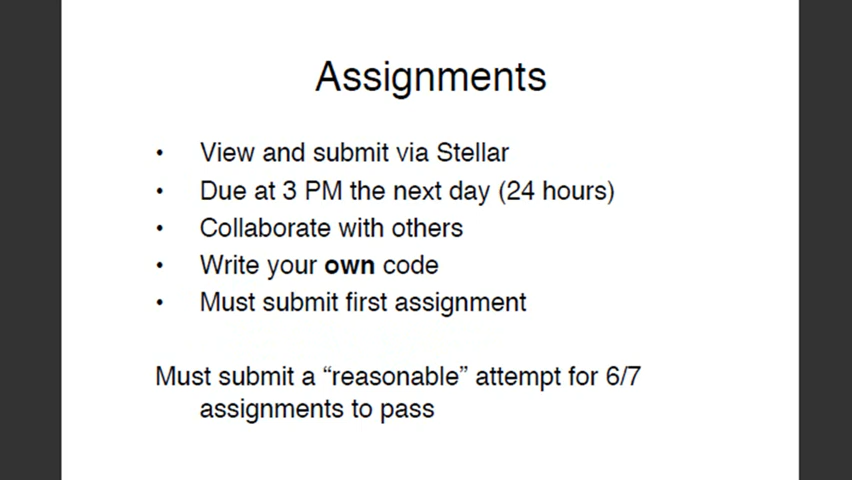 Assignments
• View and submit via Stellar
• Due at 3 PM the next day (24 hours)
• Collaborate with others
• Write your own code
• Must submit first assignment
Must submit a “reasonable” attempt for 6/7
assignments to pass